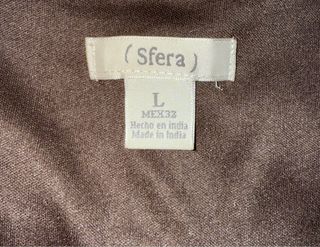 ( Sfera )
L
MEX32
Hecho en india
Made in India